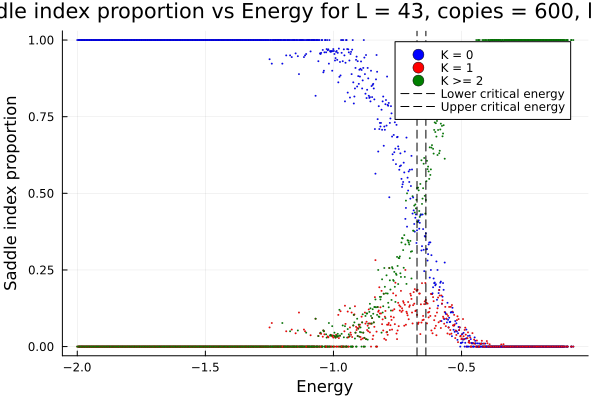 dle index proportion vs Energy for L = 43, copies = 600,
K = 0
K = 1
K >= 2
Lower critical energy
Upper critical energy
Saddle index proportion
1.00
0.75
0.50
0.25
0.00
−2.0 −1.5 −1.0 −0.5
Energy